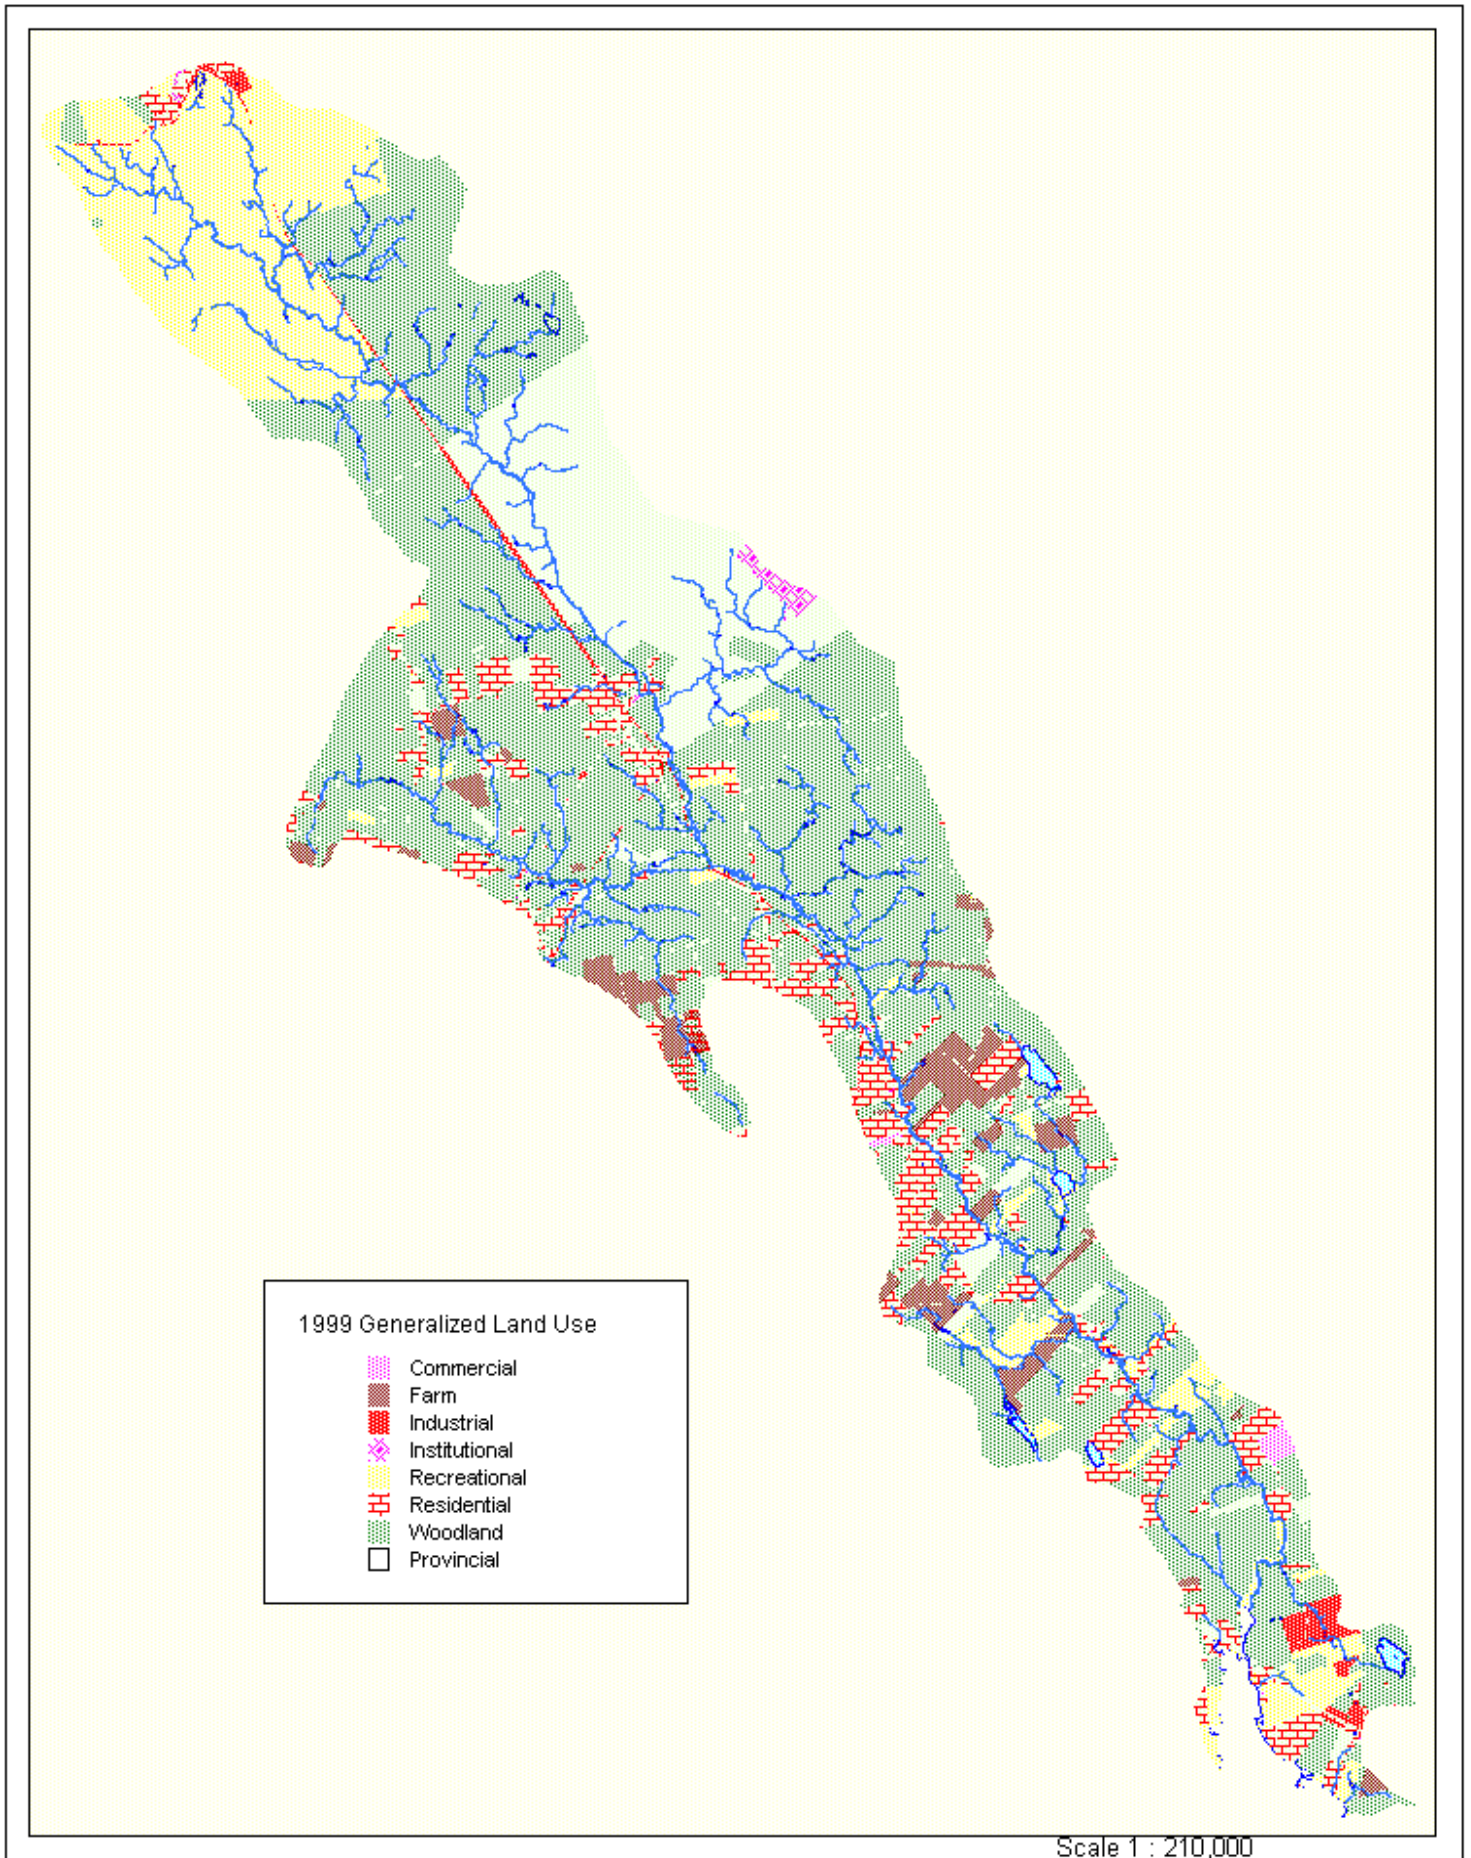 1999 Generalized Land Use
Commercial
Farm
Industrial
Institutional
Recreational
Residential
Woodland
Provincial
Scale 1 : 210,000